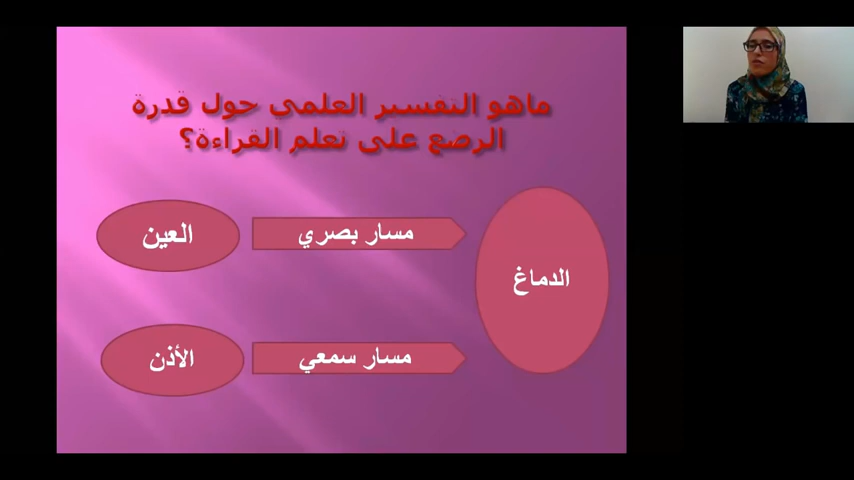 ماهو التفسير العلمي حول قدرة
الرضع على تعلم القراءة؟
العين
مسار بصري
الدماغ
الأذن
مسار سمعي